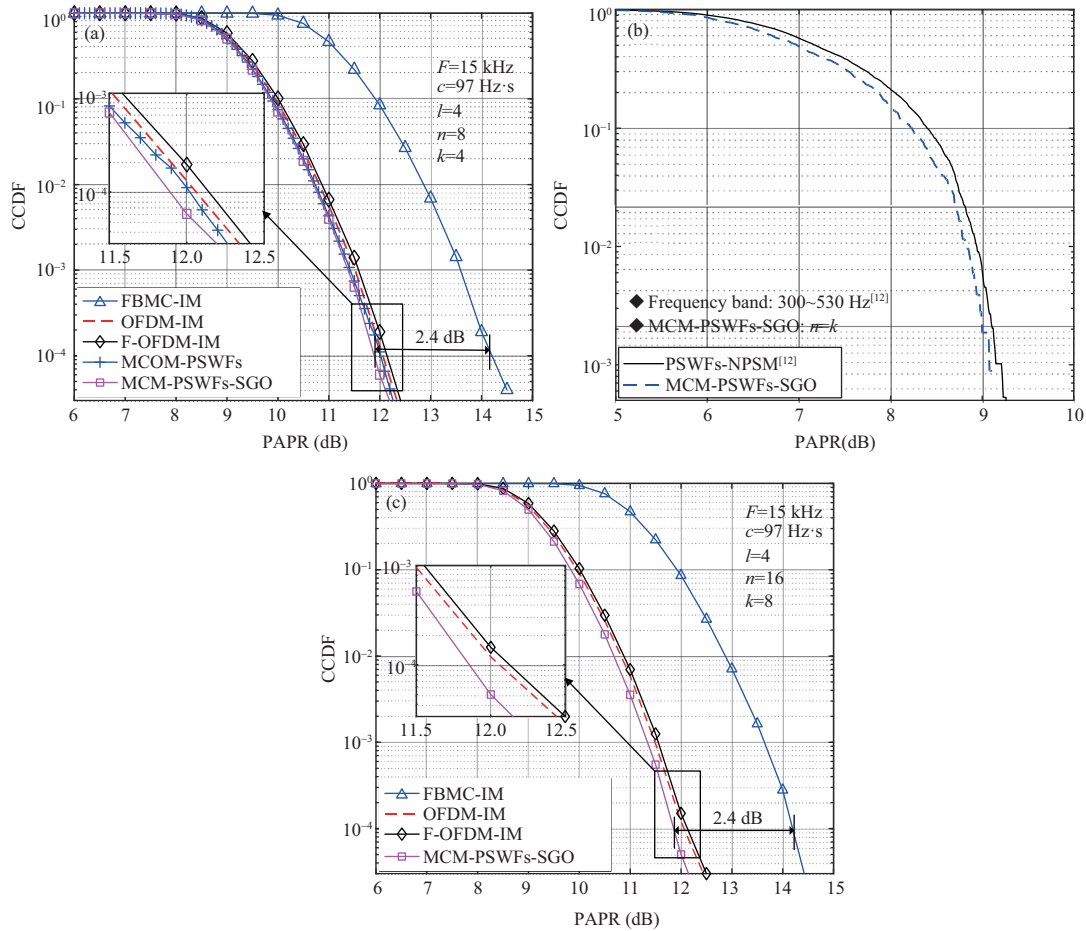 (a)
10⁰
10⁻¹
10⁻²
10⁻³
10⁻⁴
CCDF
F=15 kHz
c=97 Hz·s
l=4
n=8
k=4
10⁻³
10⁻⁴
11.5 12.0 12.5
2.4 dB
FBMC-IM
OFDM-IM
F-OFDM-IM
MCOM-PSWFs
MCM-PSWFs-SGO
6 7 8 9 10 11 12 13 14 15
PAPR (dB)
(b)
10⁰
10⁻¹
10⁻²
10⁻³
CCDF
◆ Frequency band: 300~530 Hz[12]
◆ MCM-PSWFs-SGO: n=k
PSWFs-NPSM[12]
MCM-PSWFs-SGO
5 6 7 8 9 10
PAPR(dB)
(c)
10⁰
10⁻¹
10⁻²
10⁻³
10⁻⁴
CCDF
F=15 kHz
c=97 Hz·s
l=4
n=16
k=8
10⁻³
10⁻⁴
11.5 12.0 12.5
2.4 dB
FBMC-IM
OFDM-IM
F-OFDM-IM
MCM-PSWFs-SGO
6 7 8 9 10 11 12 13 14 15
PAPR (dB)